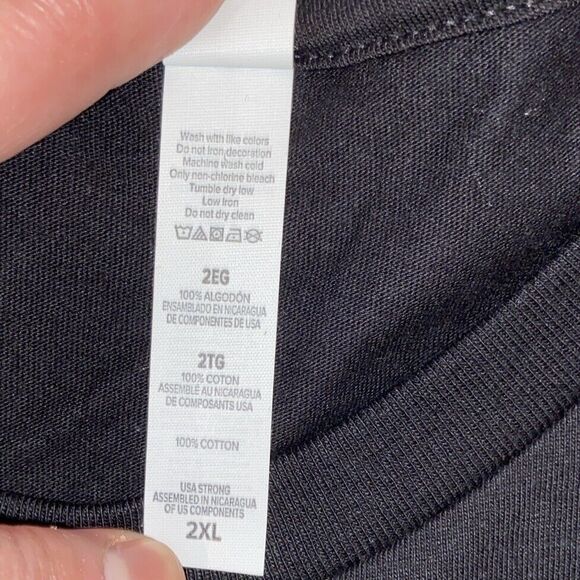 Wash with like colors
Do not iron decoration
Machine wash cold
Only non-chlorine bleach
Tumble dry low
Low Iron
Do not dry clean
2EG
100% ALGODÓN
ENSAMBLADO EN NICARAGUA
DE COMPONENTES DE USA
2TG
100% COTON
ASSEMBLÉ AU NICARAGUA
DE COMPOSANTS USA
100% COTTON
USA STRONG
ASSEMBLED IN NICARAGUA
OF US COMPONENTS
2XL